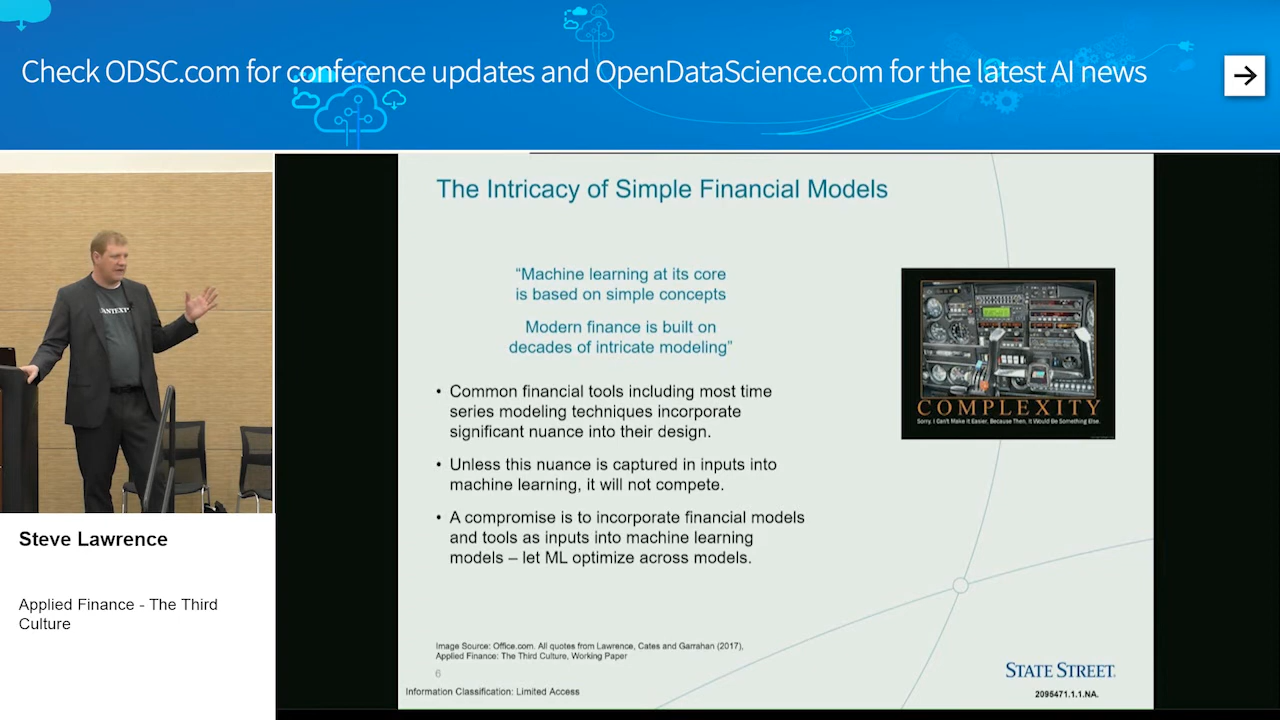 Check ODSC.com for conference updates and OpenDataScience.com for the latest AI news
The Intricacy of Simple Financial Models
“Machine learning at its core
is based on simple concepts
Modern finance is built on
decades of intricate modeling”
• Common financial tools including most time
series modeling techniques incorporate
significant nuance into their design.
• Unless this nuance is captured in inputs into
machine learning, it will not compete.
• A compromise is to incorporate financial models
and tools as inputs into machine learning
models – let ML optimize across models.
COMPLEXITY
Sorry, I Can't Make It Easier, Because Then, It Would Be Something Else.
Image Source: Office.com. All quotes from Lawrence, Cates and Garrahan (2017),
Applied Finance: The Third Culture, Working Paper
6
Information Classification: Limited Access
STATE STREET.
2095471.1.1.NA.
Steve Lawrence
Applied Finance - The Third
Culture